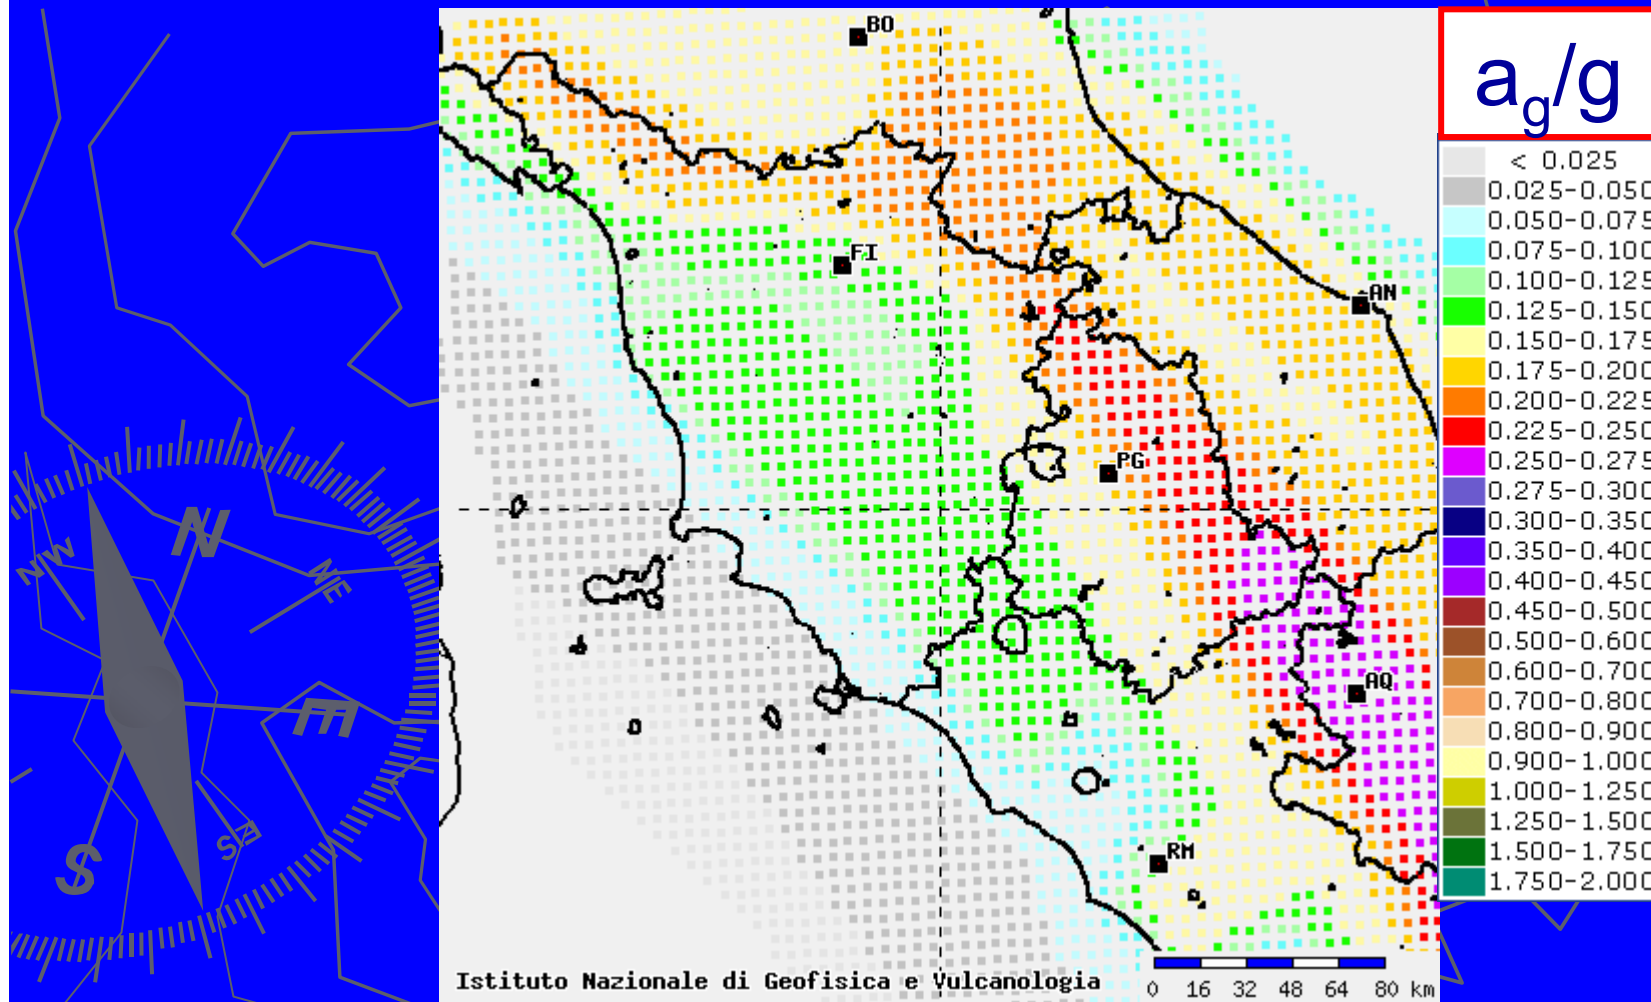 BO
FI
AN
PG
AQ
RM
N
NW
NE
E
SE
S
Istituto Nazionale di Geofisica e Vulcanologia
0 16 32 48 64 80 km
ag/g
< 0.025
0.025-0.050
0.050-0.075
0.075-0.100
0.100-0.125
0.125-0.150
0.150-0.175
0.175-0.200
0.200-0.225
0.225-0.250
0.250-0.275
0.275-0.300
0.300-0.350
0.350-0.400
0.400-0.450
0.450-0.500
0.500-0.600
0.600-0.700
0.700-0.800
0.800-0.900
0.900-1.000
1.000-1.250
1.250-1.500
1.500-1.750
1.750-2.000